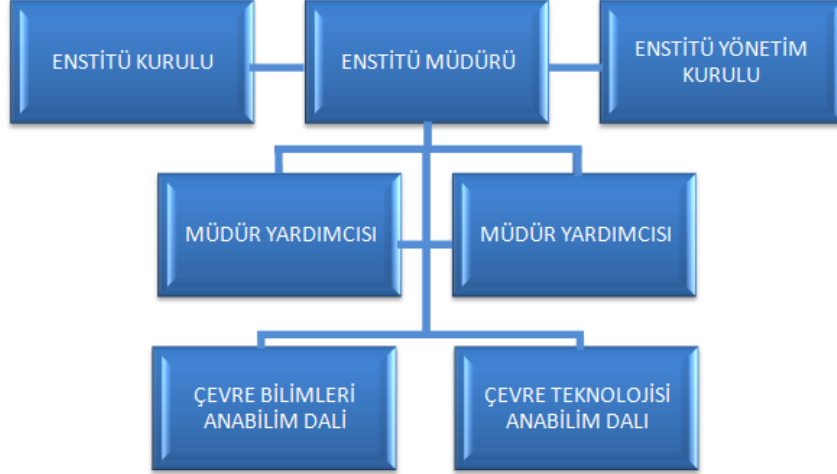 ENSTİTÜ KURULU
ENSTİTÜ MÜDÜRÜ
ENSTİTÜ YÖNETİM
KURULU
MÜDÜR YARDIMCISI
MÜDÜR YARDIMCISI
ÇEVRE BİLİMLERİ
ANABİLİM DALİ
ÇEVRE TEKNOLOJİSİ
ANABİLİM DALI